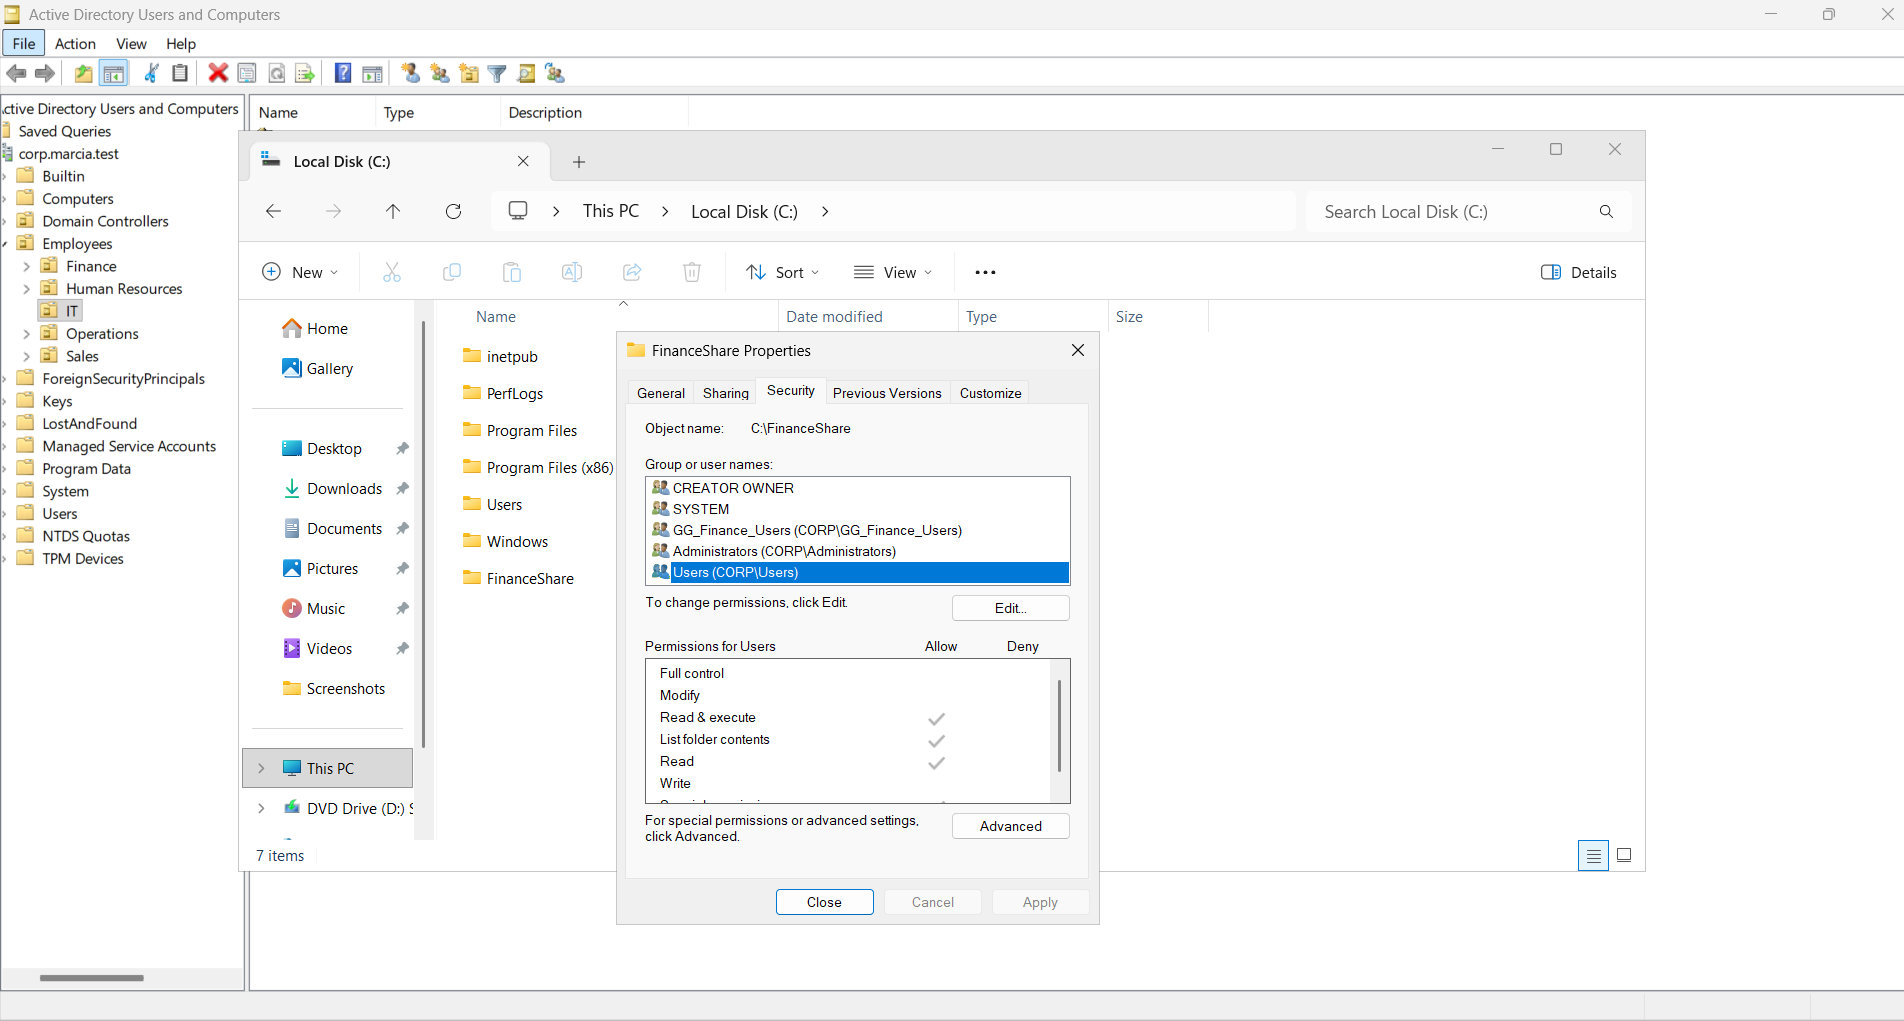 Active Directory Users and Computers
File Action View Help
ctive Directory Users and Computers
Saved Queries
corp.marcia.test
Builtin
Computers
Domain Controllers
Employees
Finance
Human Resources
IT
Operations
Sales
ForeignSecurityPrincipals
Keys
LostAndFound
Managed Service Accounts
Program Data
System
Users
NTDS Quotas
TPM Devices
Name Type Description
Local Disk (C:)
This PC > Local Disk (C:) >
Search Local Disk (C:)
New Sort View ••• Details
Home
Gallery
Desktop
Downloads
Documents
Pictures
Music
Videos
Screenshots
This PC
DVD Drive (D:) S
7 items
Name Date modified Type Size
inetpub
PerfLogs
Program Files
Program Files (x86)
Users
Windows
FinanceShare
FinanceShare Properties
General Sharing Security Previous Versions Customize
Object name: C:\FinanceShare
Group or user names:
CREATOR OWNER
SYSTEM
GG_Finance_Users (CORP\GG_Finance_Users)
Administrators (CORP\Administrators)
Users (CORP\Users)
To change permissions, click Edit.
Edit...
Permissions for Users Allow Deny
Full control
Modify
Read & execute
List folder contents
Read
Write
For special permissions or advanced settings,
click Advanced.
Advanced
Close Cancel Apply